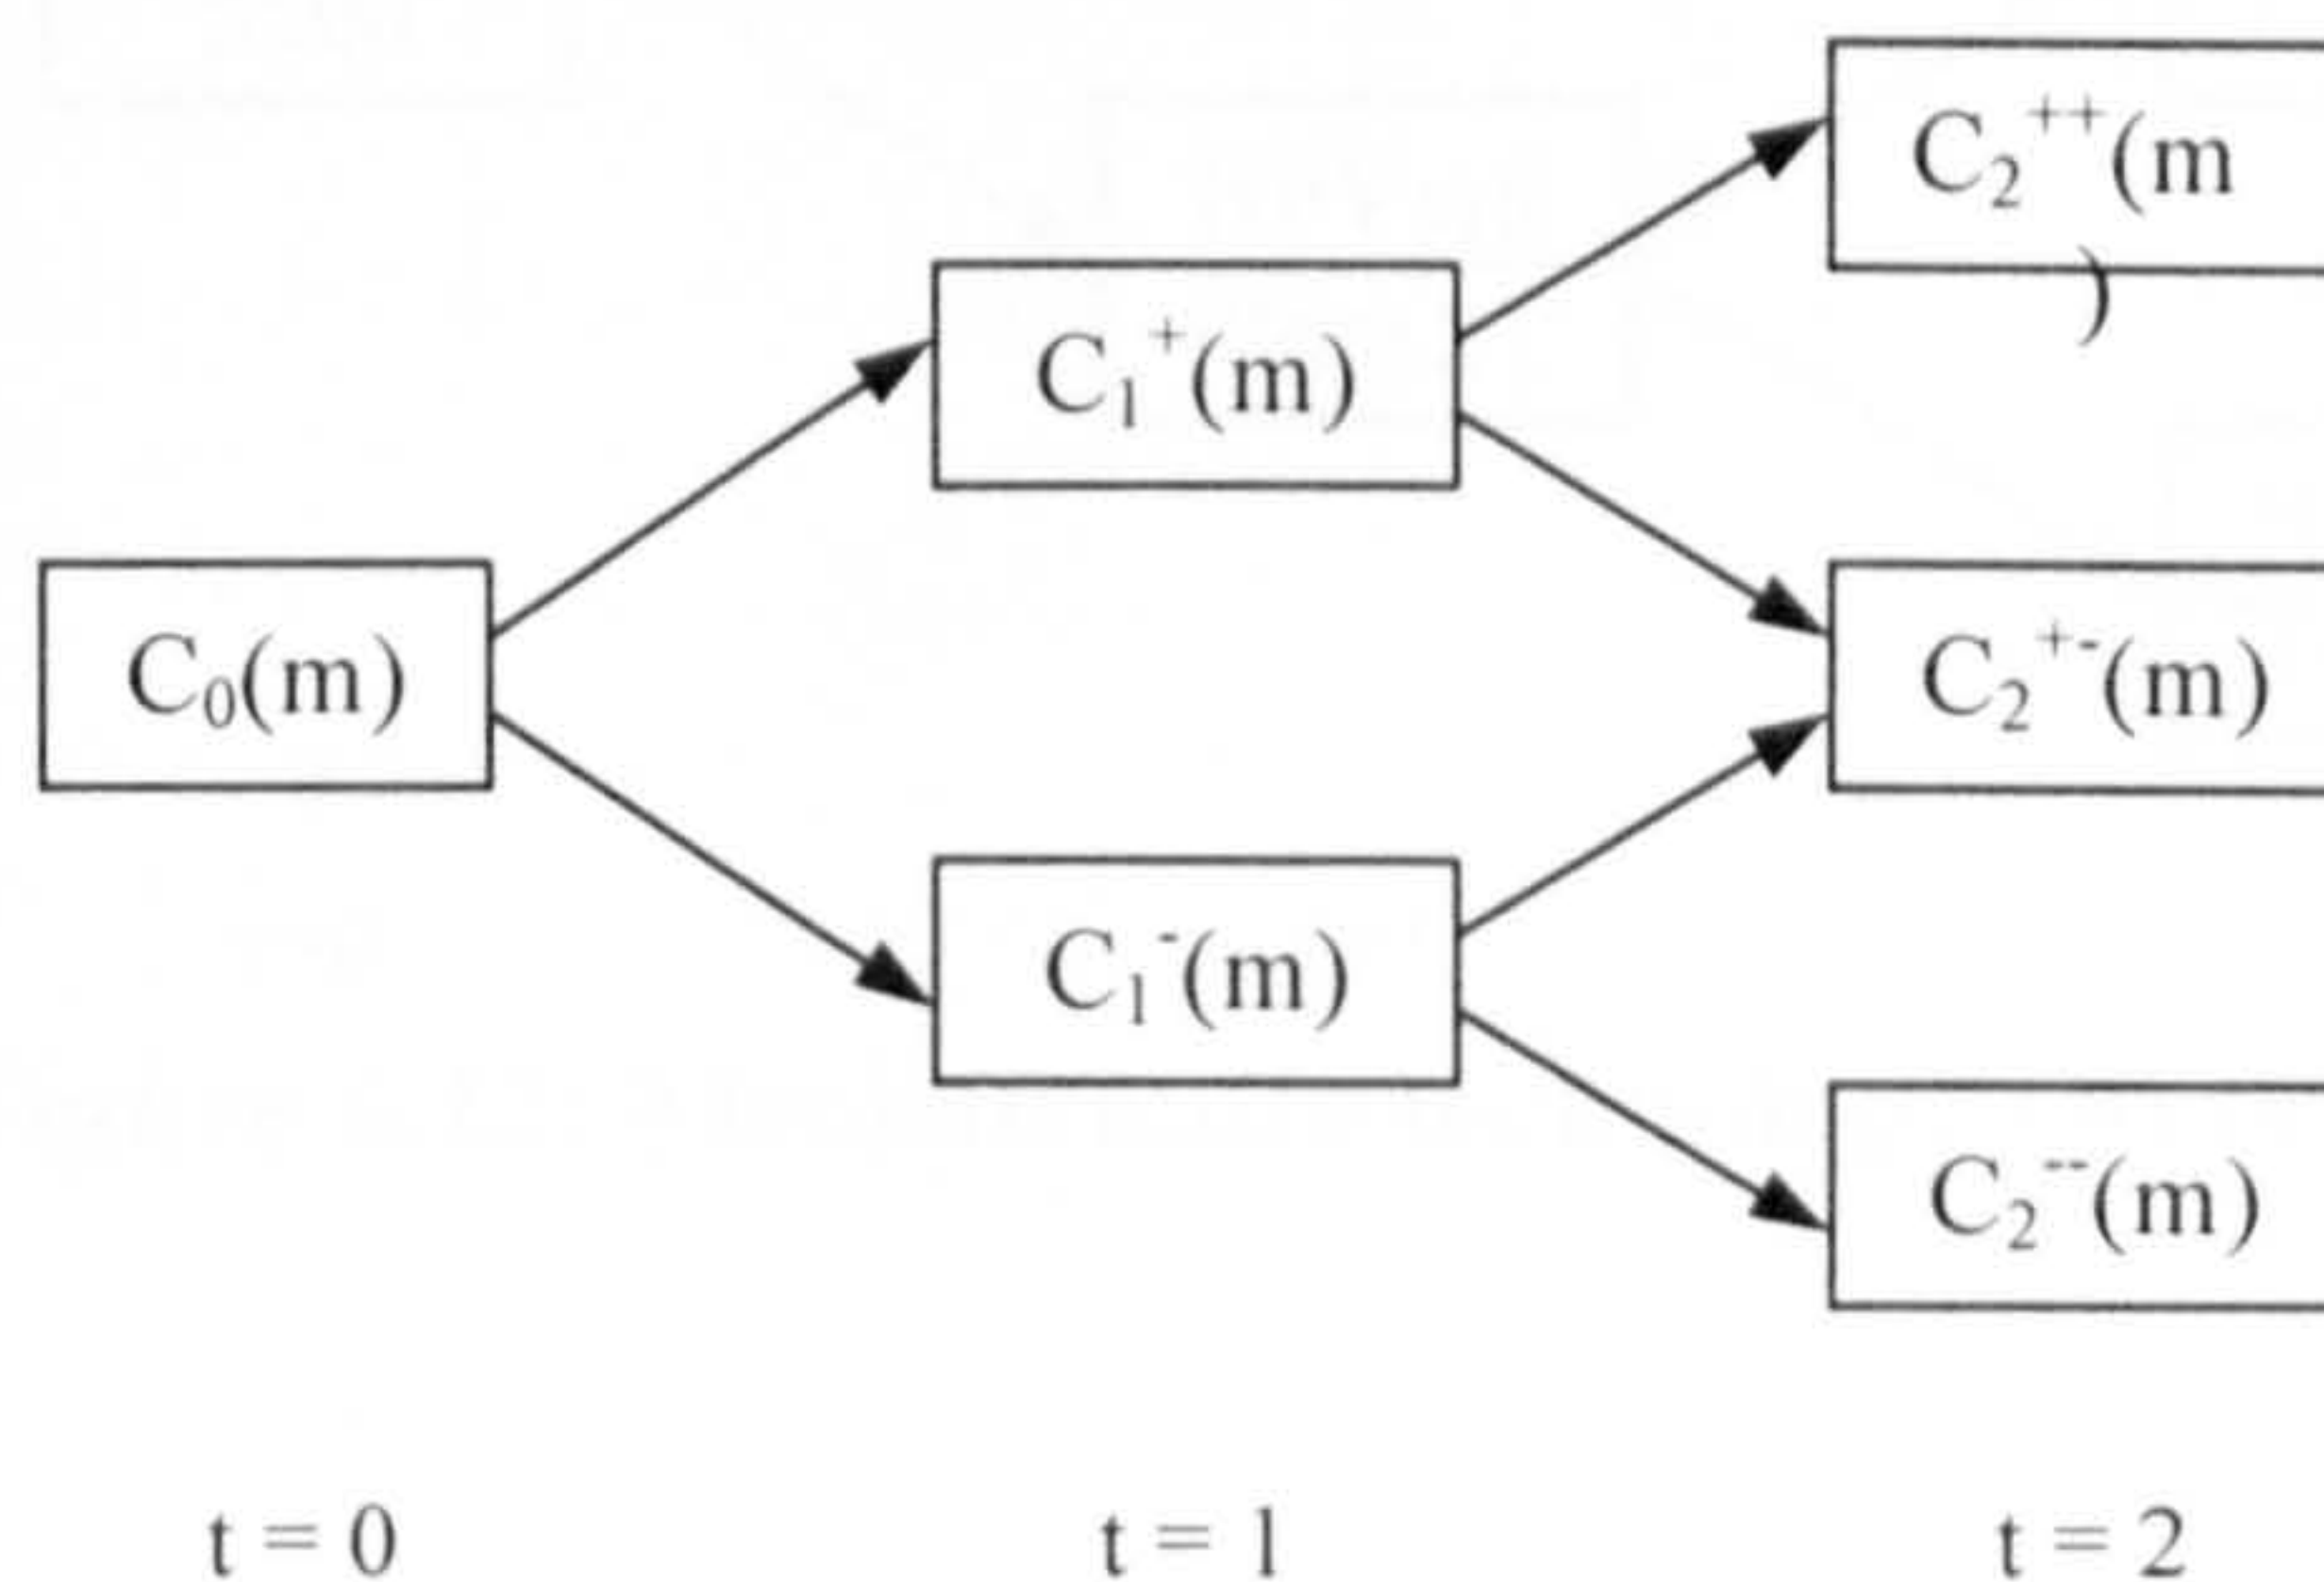 C₂⁺⁺(m
)
C₁⁺(m)
C₀(m)
C₂⁺⁻(m)
C₁⁻(m)
C₂⁻⁻(m)
t = 0
t = 1
t = 2